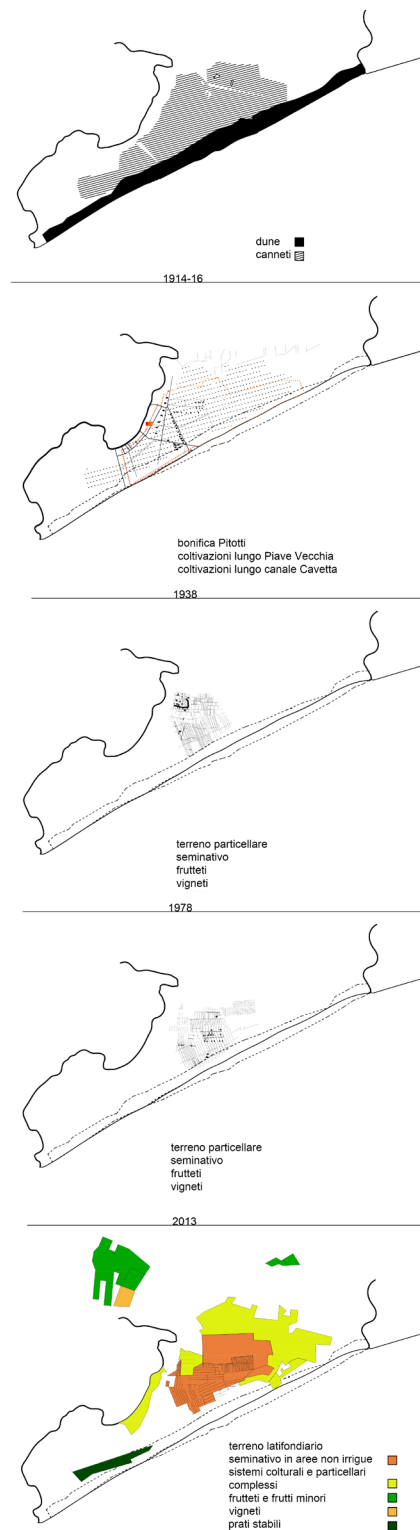 dune
canneti
1914-16
bonifica Pitotti
coltivazioni lungo Piave Vecchia
coltivazioni lungo canale Cavetta
1938
terreno particellare
seminativo
frutteti
vigneti
1978
terreno particellare
seminativo
frutteti
vigneti
2013
terreno latifondiario
seminativo in aree non irrigue
sistemi colturali e particellari
complessi
frutteti e frutti minori
vigneti
prati stabili